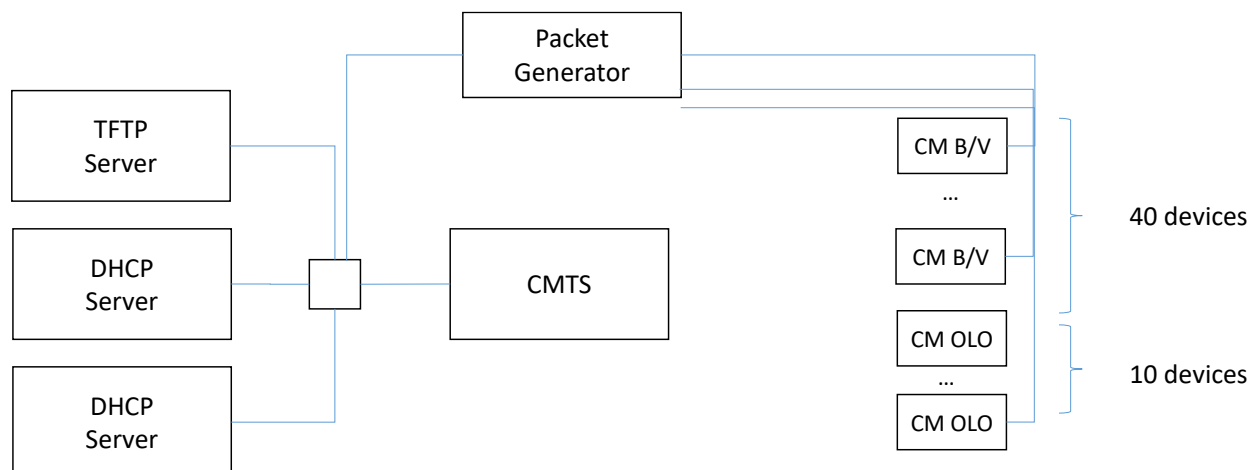 Packet
Generator
TFTP
Server
CM B/V
...
40 devices
DHCP
Server
CMTS
CM B/V
CM OLO
...
10 devices
DHCP
Server
CM OLO